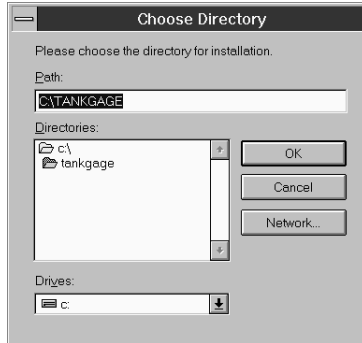 Choose Directory
Please choose the directory for installation.
Path:
C:\TANKGAGE
Directories:
c:\
tankgage
OK
Cancel
Network...
Drives:
c: